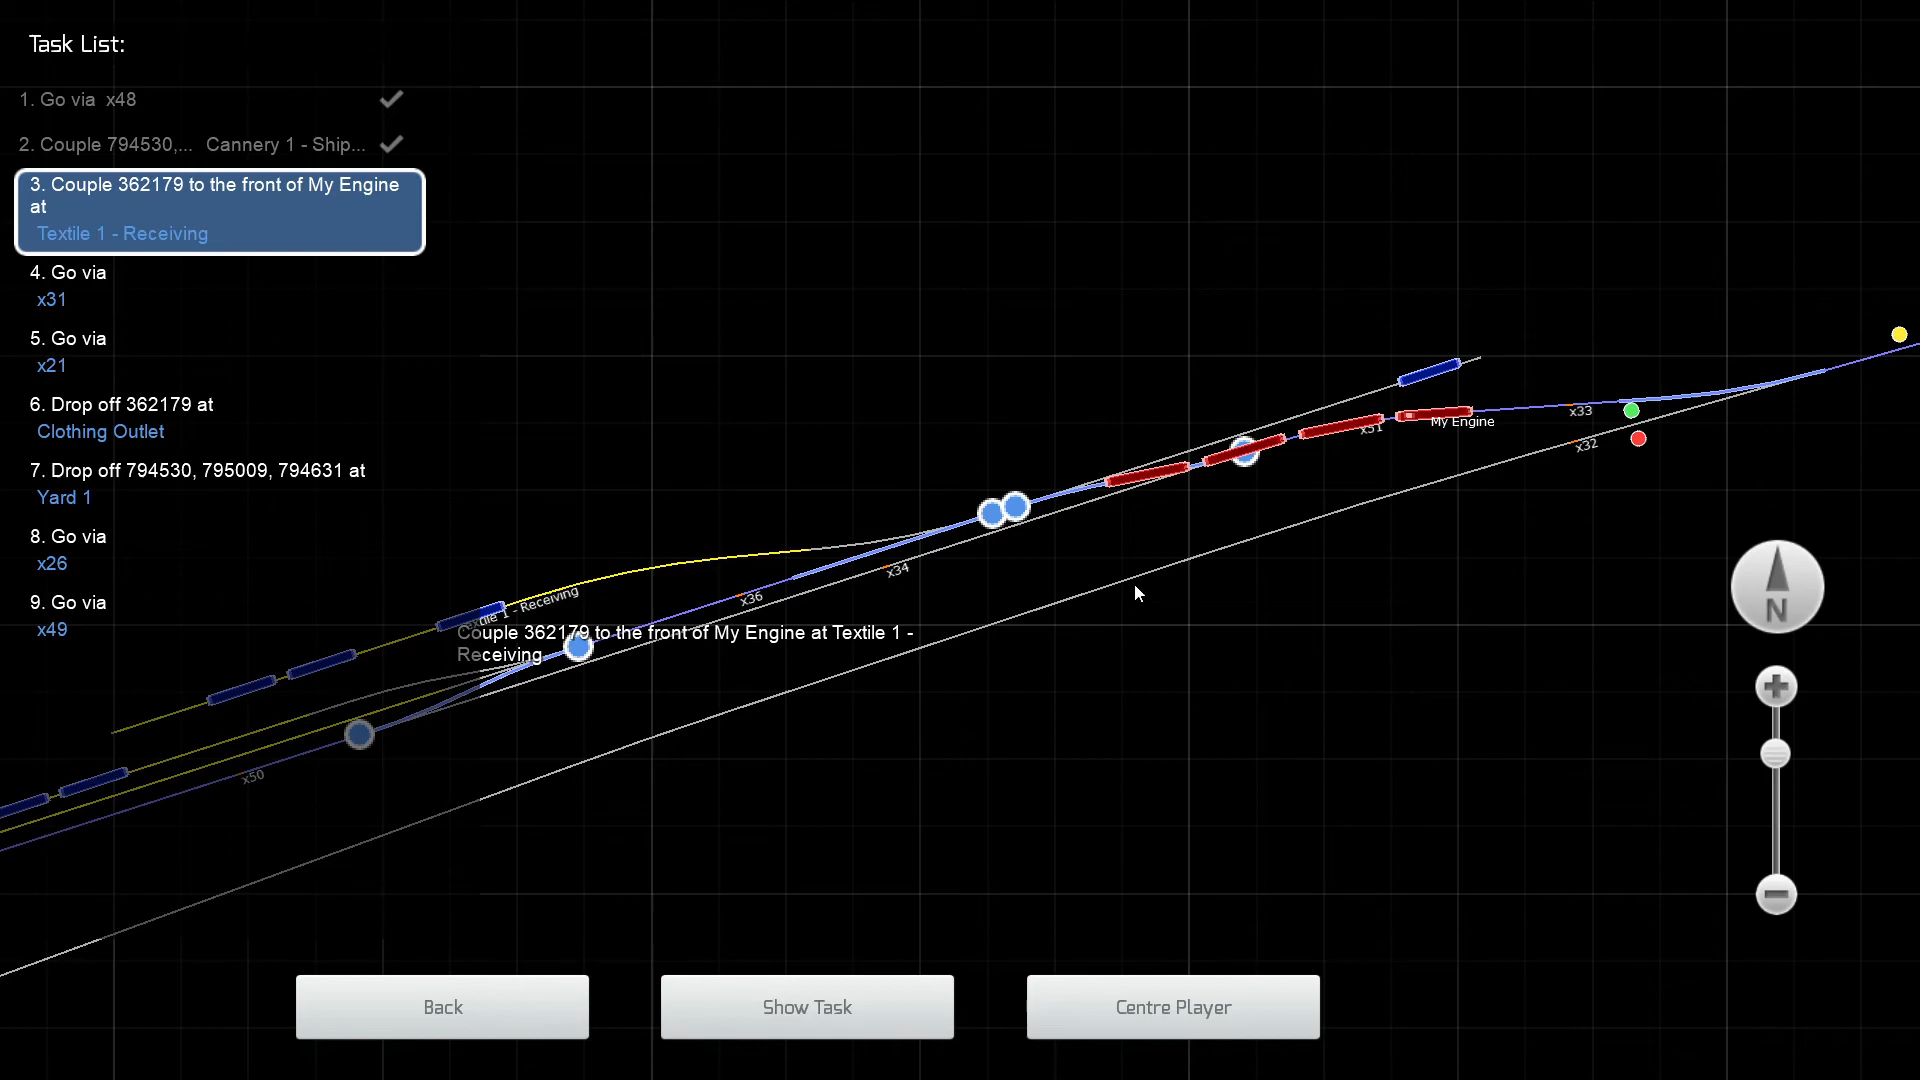 Task List:
1. Go via x48
2. Couple 794530,... Cannery 1 - Ship...
3. Couple 362179 to the front of My Engine
at
Textile 1 - Receiving
4. Go via
x31
5. Go via
x21
6. Drop off 362179 at
Clothing Outlet
7. Drop off 794530, 795009, 794631 at
Yard 1
8. Go via
x26
9. Go via
x49
x33
My Engine
x31
x32
x34
x36
Textile 1 - Receiving
Couple 362179 to the front of My Engine at Textile 1 -
Receiving
x50
N
Back
Show Task
Centre Player